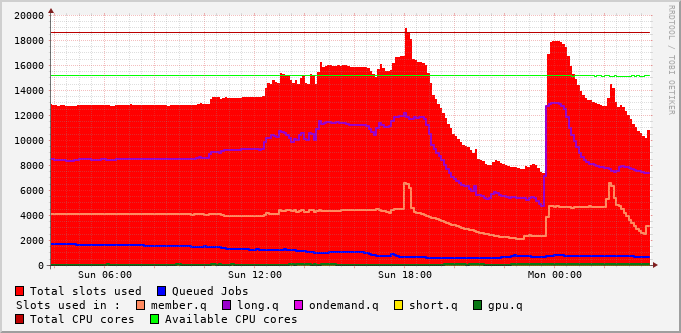 20000
18000
16000
14000
12000
10000
8000
6000
4000
2000
0
Sun 06:00 Sun 12:00 Sun 18:00 Mon 00:00
RRDTOOL / TOBI OETIKER
Total slots used Queued Jobs
Slots used in : member.q long.q ondemand.q short.q gpu.q
Total CPU cores Available CPU cores